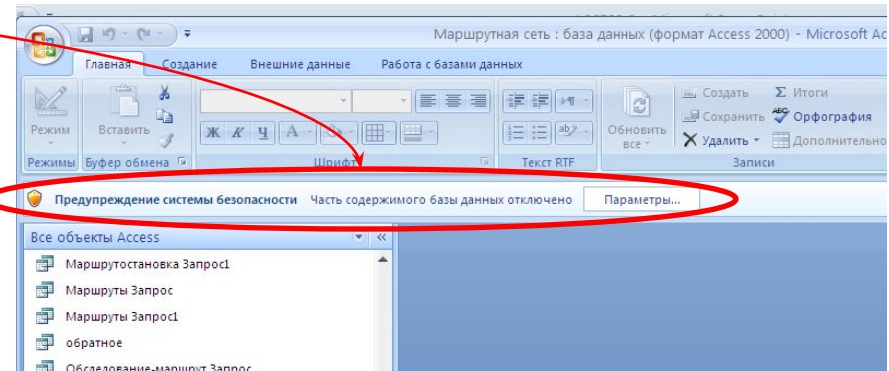 Маршрутная сеть : база данных (формат Access 2000) - Microsoft Ac
Главная Создание Внешние данные Работа с базами данных
Режим Вставить Ж К Ч А Обновить все Создать Сохранить Удалить Σ Итоги Орфография Дополнительно
Режимы Буфер обмена Шрифт Текст RTF Записи
Предупреждение системы безопасности Часть содержимого базы данных отключено Параметры...
Все объекты Access
Маршрутостановка Запрос1
Маршруты Запрос
Маршруты Запрос1
обратное
Обследование-маршрут Запрос